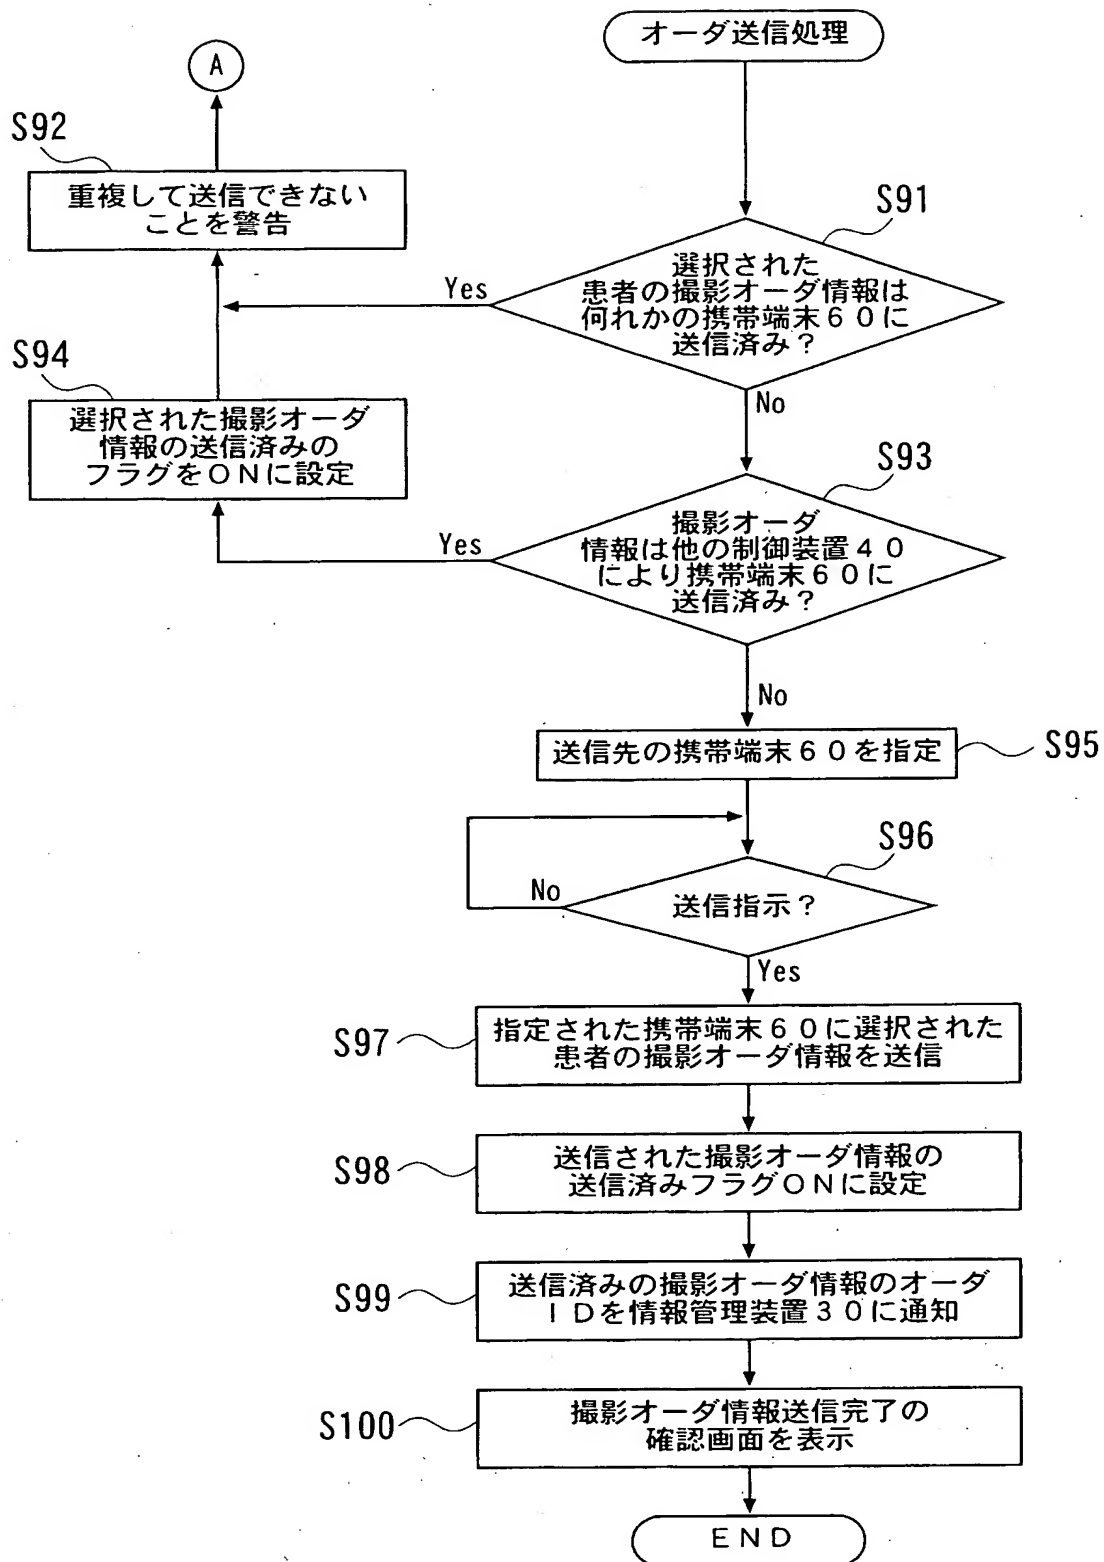 オーダ送信処理
A
S92
重複して送信できない
ことを警告
S91
選択された
患者の撮影オーダ情報は
何れかの携帯端末60に
送信済み?
Yes
No
S94
選択された撮影オーダ
情報の送信済みの
フラグをONに設定
S93
撮影オーダ
情報は他の制御装置40
により携帯端末60に
送信済み?
Yes
No
送信先の携帯端末60を指定
S95
S96
送信指示?
No
Yes
S97
指定された携帯端末60に選択された
患者の撮影オーダ情報を送信
S98
送信された撮影オーダ情報の
送信済みフラグONに設定
S99
送信済みの撮影オーダ情報のオーダ
IDを情報管理装置30に通知
S100
撮影オーダ情報送信完了の
確認画面を表示
END